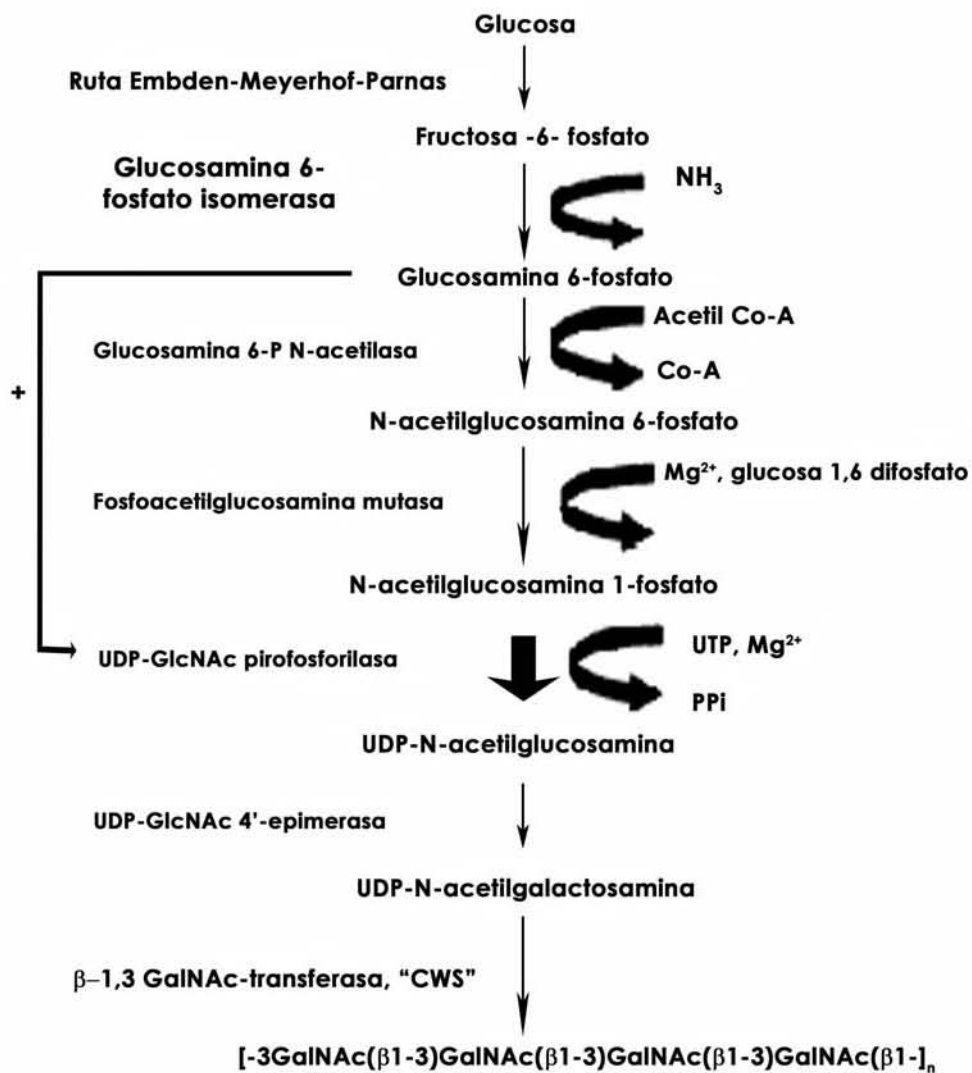 Glucosa
Ruta Embden-Meyerhof-Parnas
Fructosa -6- fosfato
Glucosamina 6-
fosfato isomerasa
NH₃
Glucosamina 6-fosfato
Acetil Co-A
Glucosamina 6-P N-acetilasa
Co-A
+
N-acetilglucosamina 6-fosfato
Mg²⁺, glucosa 1,6 difosfato
Fosfoacetilglucosamina mutasa
N-acetilglucosamina 1-fosfato
UTP, Mg²⁺
UDP-GlcNAc pirofosforilasa
PPi
UDP-N-acetilglucosamina
UDP-GlcNAc 4’-epimerasa
UDP-N-acetilgalactosamina
β–1,3 GalNAc-transferasa, “CWS”
[-3GalNAc(β1-3)GalNAc(β1-3)GalNAc(β1-3)GalNAc(β1-]ₙ